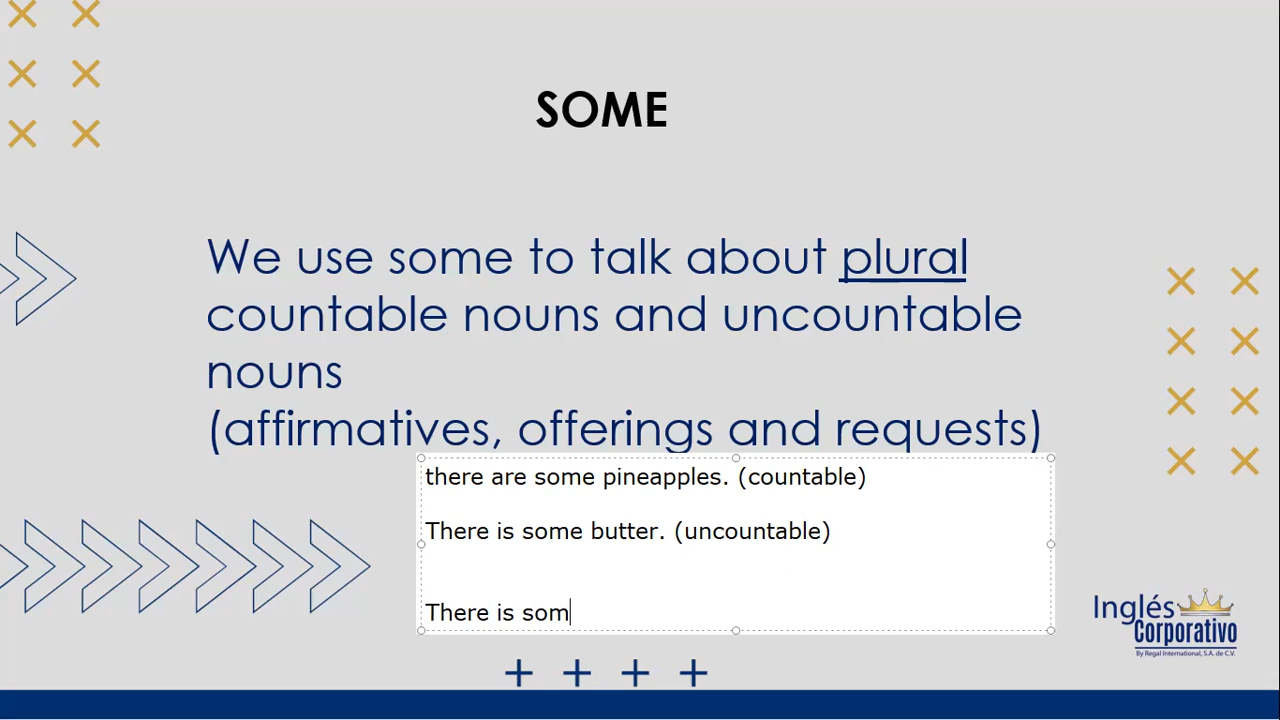 SOME
We use some to talk about plural
countable nouns and uncountable
nouns
(affirmatives, offerings and requests)
there are some pineapples. (countable)
There is some butter. (uncountable)
There is som
Inglés
Corporativo
By Regal International, S.A. de C.V.